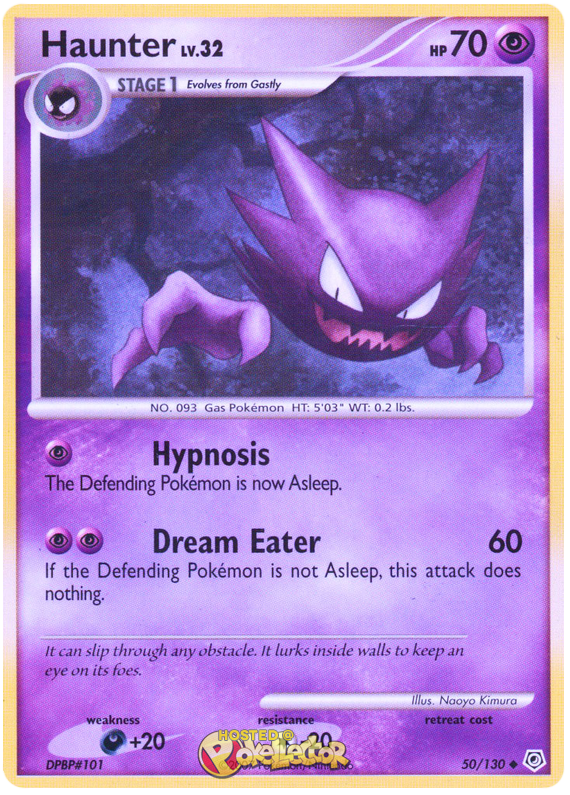 Haunter LV.32 HP 70
STAGE 1 Evolves from Gastly
NO. 093 Gas Pokémon HT: 5'03" WT: 0.2 lbs.
Hypnosis
The Defending Pokémon is now Asleep.
Dream Eater 60
If the Defending Pokémon is not Asleep, this attack does
nothing.
It can slip through any obstacle. It lurks inside walls to keep an
eye on its foes.
Illus. Naoyo Kimura
weakness resistance retreat cost
+20 20
HOSTED @
POKELLECTOR
DPBP#101 50/130